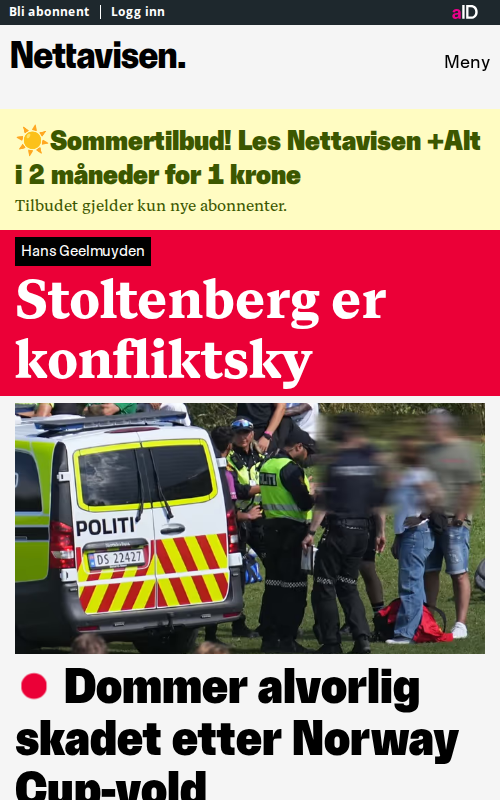 Bli abonnent | Logg inn
aID
Nettavisen.
Meny
☀️Sommertilbud! Les Nettavisen +Alt
i 2 måneder for 1 krone
Tilbudet gjelder kun nye abonnenter.
Hans Geelmuyden
Stoltenberg er
konfliktsky
POLITI
DS 22427
🔴 Dommer alvorlig
skadet etter Norway
Cup-vold